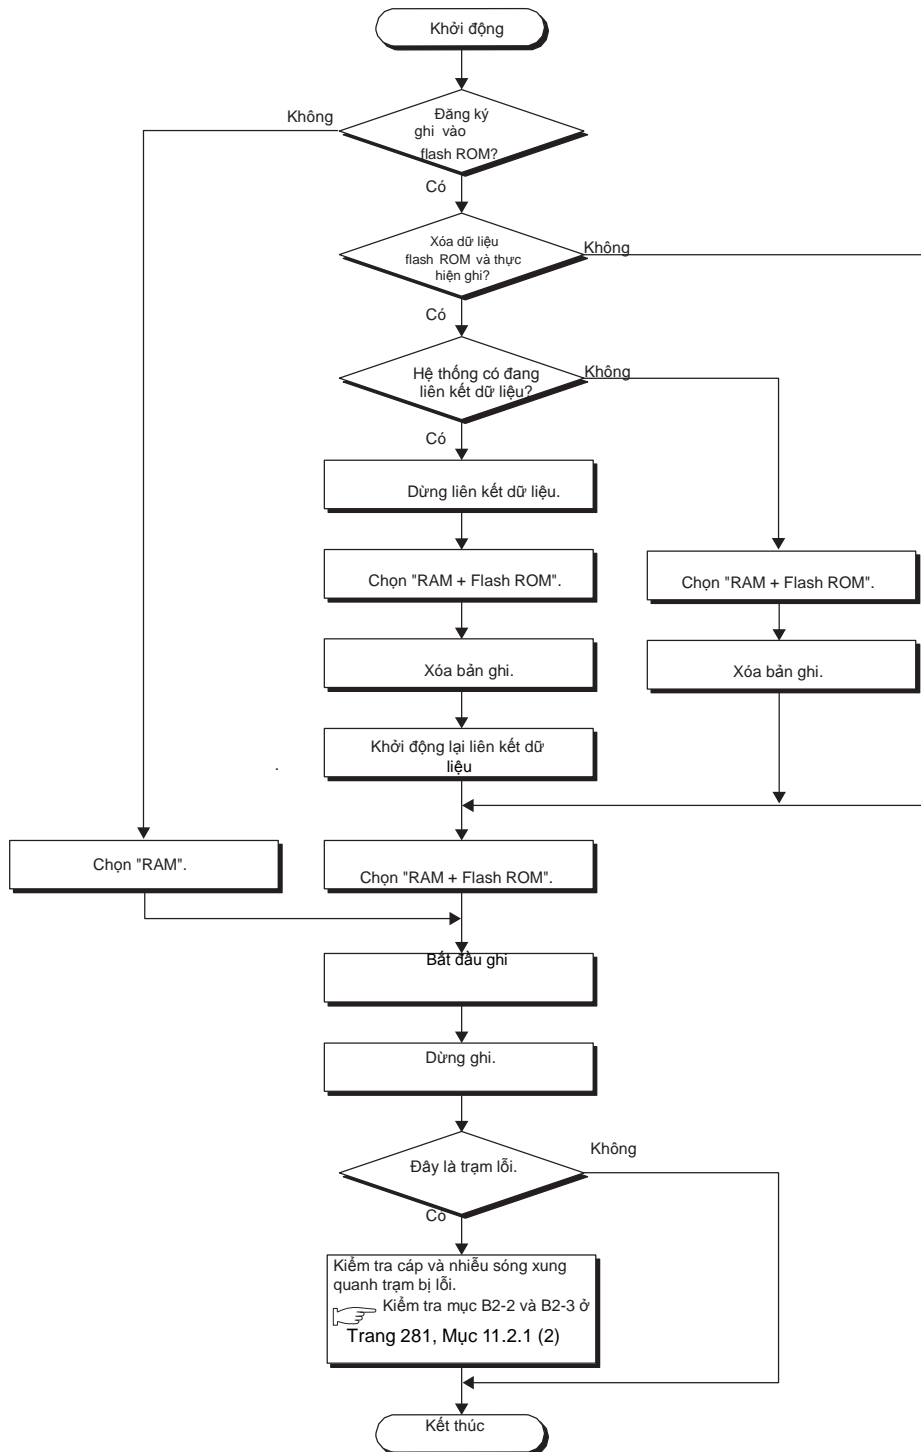 Khởi động
Không
Đăng ký
ghi vào
flash ROM?
Có
Xóa dữ liệu
flash ROM và thực
hiện ghi?
Không
Có
Hệ thống có đang
liên kết dữ liệu?
Không
Có
Dừng liên kết dữ liệu.
Chọn "RAM + Flash ROM".
Chọn "RAM + Flash ROM".
Xóa bản ghi.
Xóa bản ghi.
Khởi động lại liên kết dữ
liệu
.
Chọn "RAM".
Chọn "RAM + Flash ROM".
Bắt đầu ghi
Dừng ghi.
Đây là trạm lỗi.
Không
Có
Kiểm tra cáp và nhiễu sóng xung
quanh trạm bị lỗi.
Kiểm tra mục B2-2 và B2-3 ở
Trang 281, Mục 11.2.1 (2)
Kết thúc